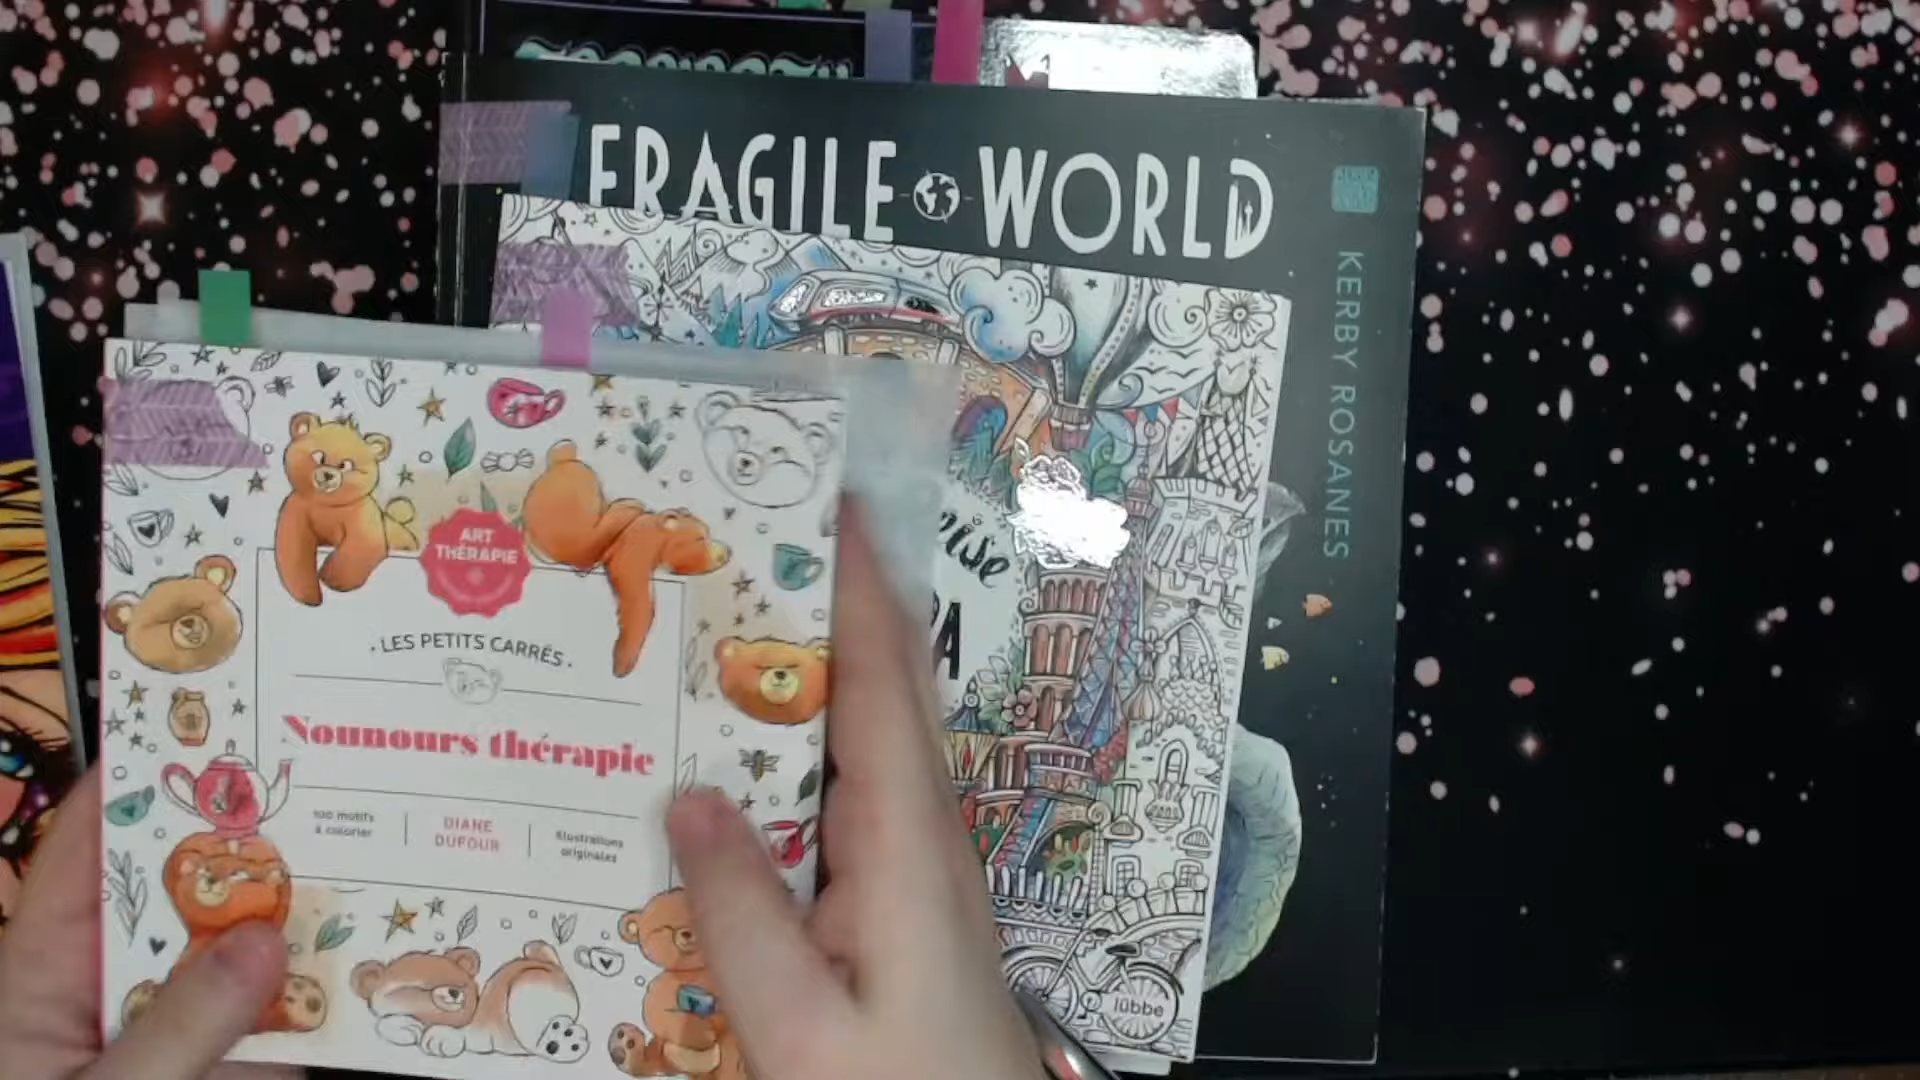 FRAGILE WORLD
KERBY ROSANES
ART
THÉRAPIE
· LES PETITS CARRÉS ·
Nounours thérapie
100 motifs
à colorier
DIANE
DUFOUR
Illustrations
originales
lübbe